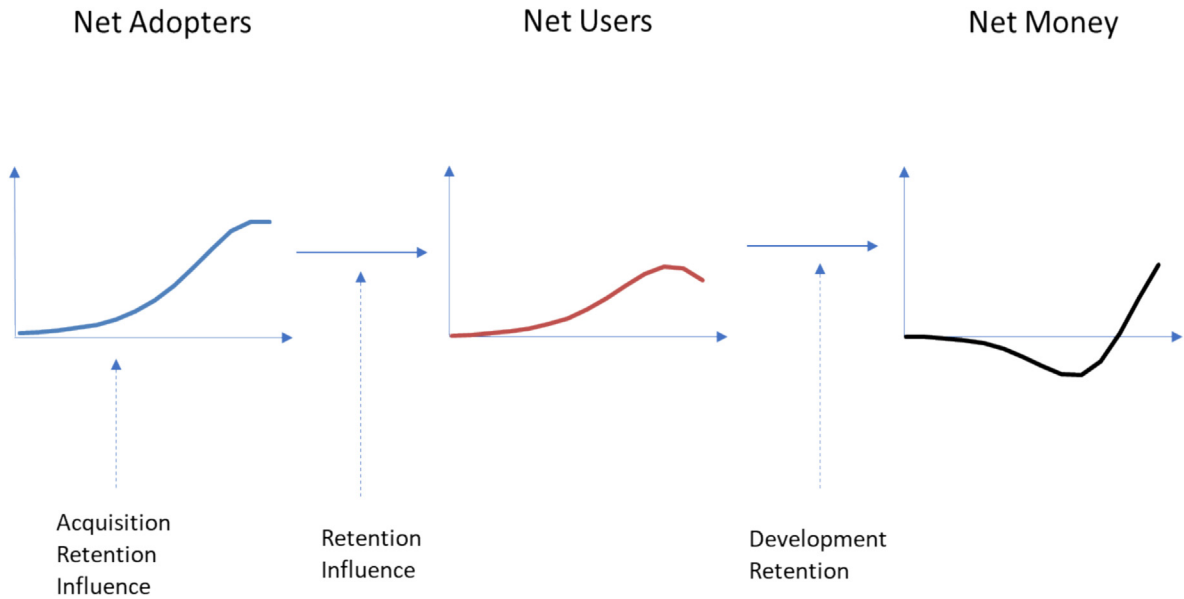 Net Adopters
Net Users
Net Money
Acquisition
Retention
Influence
Retention
Influence
Development
Retention